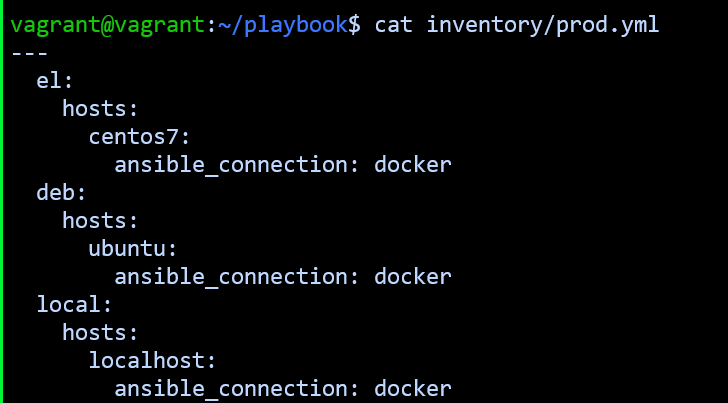 vagrant@vagrant:~/playbook$ cat inventory/prod.yml
---
  el:
    hosts:
      centos7:
        ansible_connection: docker
  deb:
    hosts:
      ubuntu:
        ansible_connection: docker
  local:
    hosts:
      localhost:
        ansible_connection: docker